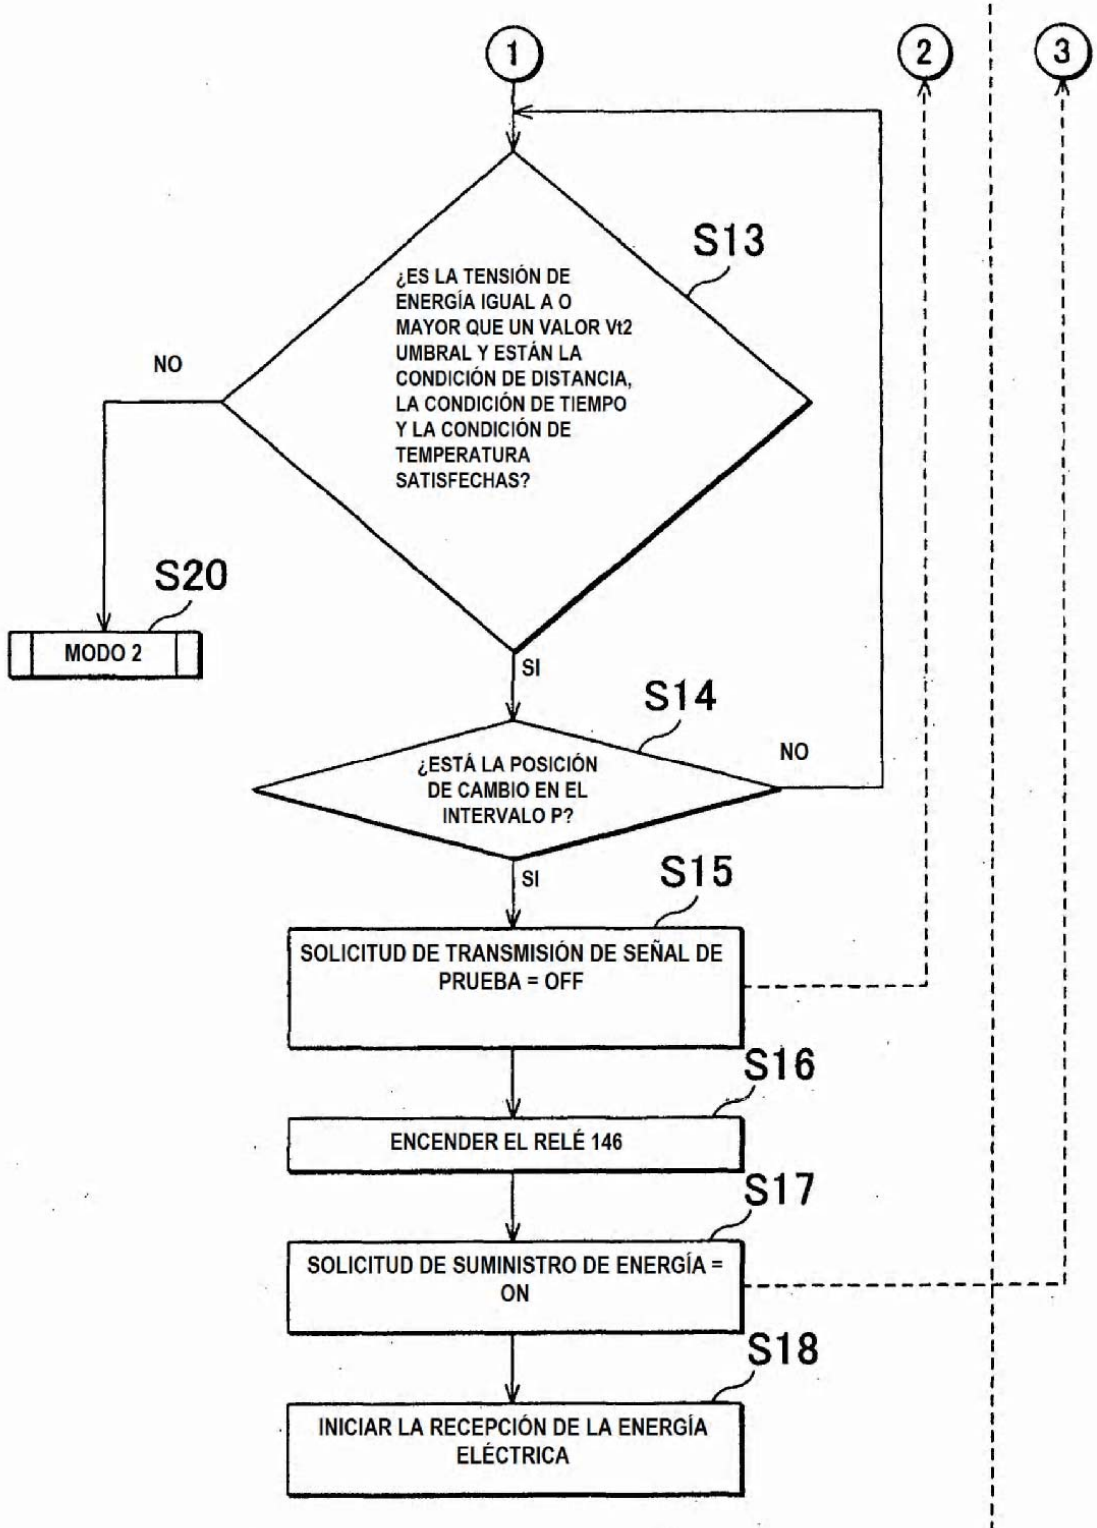 1
2
3
S13
¿ES LA TENSIÓN DE
ENERGÍA IGUAL A O
MAYOR QUE UN VALOR Vt2
UMBRAL Y ESTÁN LA
CONDICIÓN DE DISTANCIA,
LA CONDICIÓN DE TIEMPO
Y LA CONDICIÓN DE
TEMPERATURA
SATISFECHAS?
NO
S20
MODO 2
SI
S14
¿ESTÁ LA POSICIÓN
DE CAMBIO EN EL
INTERVALO P?
NO
SI
S15
SOLICITUD DE TRANSMISIÓN DE SEÑAL DE
PRUEBA = OFF
S16
ENCENDER EL RELÉ 146
S17
SOLICITUD DE SUMINISTRO DE ENERGÍA =
ON
S18
INICIAR LA RECEPCIÓN DE LA ENERGÍA
ELÉCTRICA